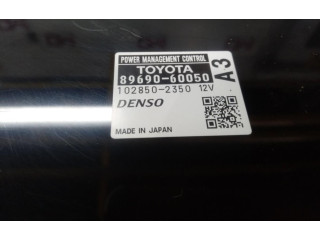 POWER MANAGEMENT CONTROL
TOYOTA
89690-60050
A3
102850-2350 12V
DENSO
MADE IN JAPAN